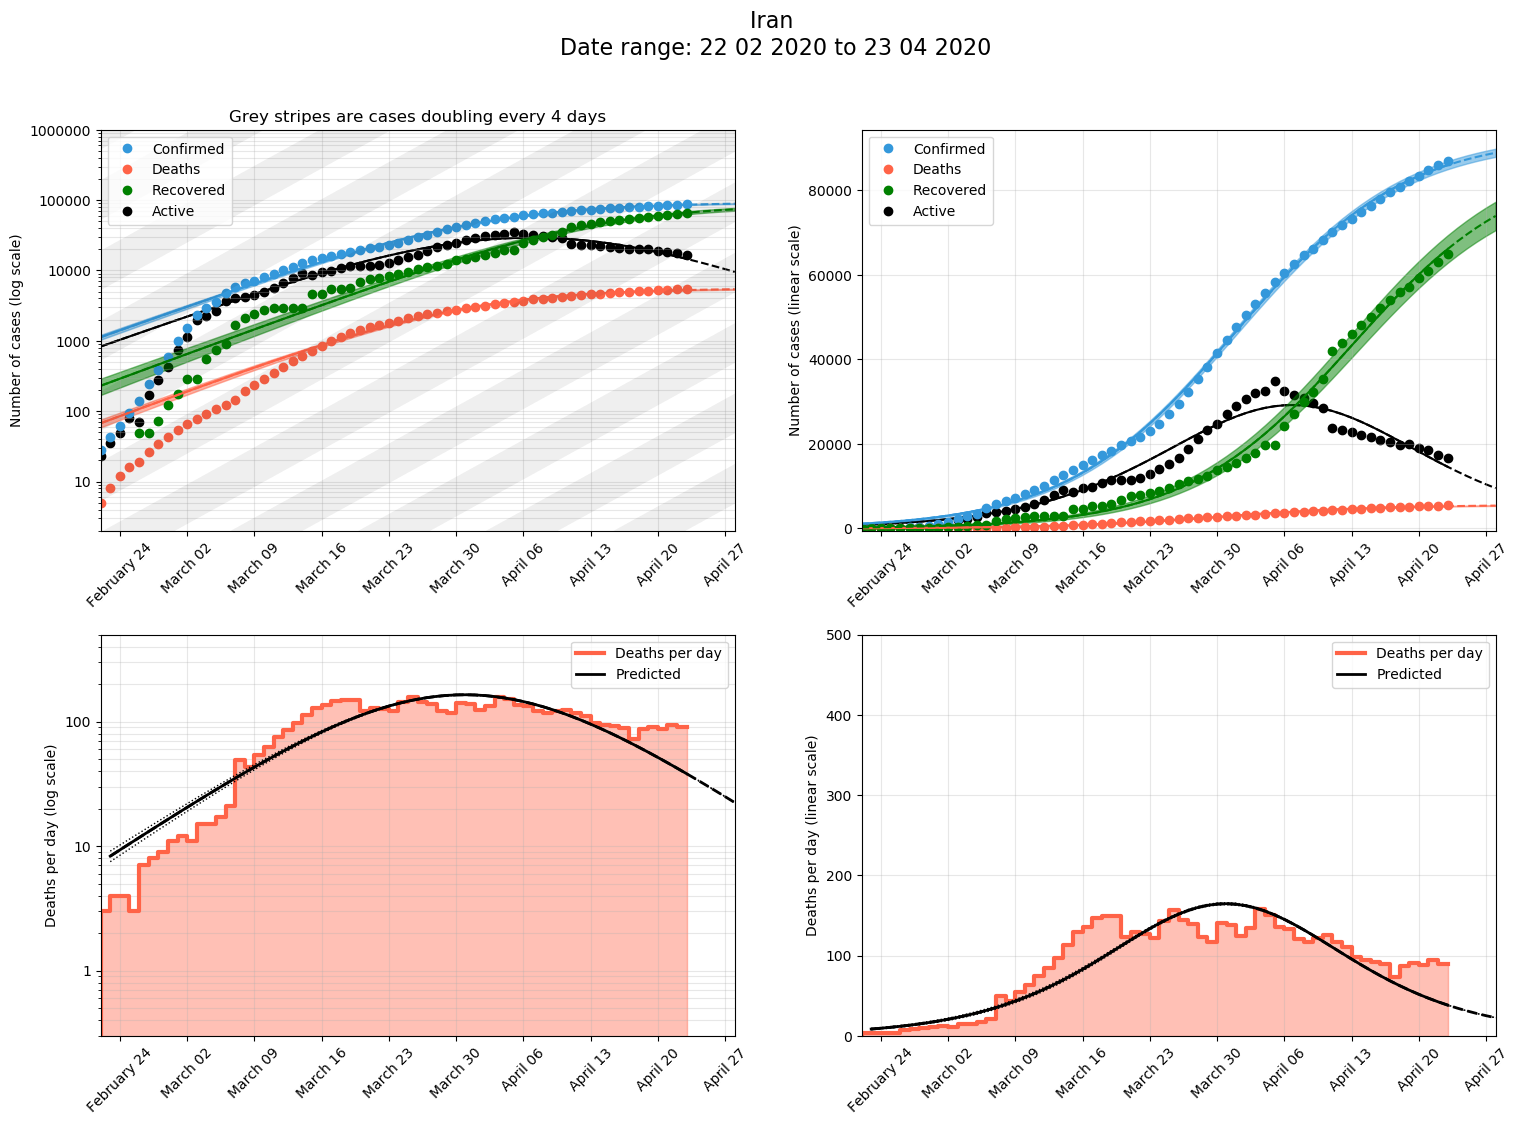 Iran
Date range: 22 02 2020 to 23 04 2020
Grey stripes are cases doubling every 4 days
Number of cases (log scale)
1000000
100000
10000
1000
100
10
Confirmed
Deaths
Recovered
Active
February 24
March 02
March 09
March 16
March 23
March 30
April 06
April 13
April 20
April 27
Number of cases (linear scale)
80000
60000
40000
20000
0
Confirmed
Deaths
Recovered
Active
February 24
March 02
March 09
March 16
March 23
March 30
April 06
April 13
April 20
April 27
Deaths per day (log scale)
100
10
1
Deaths per day
Predicted
February 24
March 02
March 09
March 16
March 23
March 30
April 06
April 13
April 20
April 27
Deaths per day (linear scale)
500
400
300
200
100
0
Deaths per day
Predicted
February 24
March 02
March 09
March 16
March 23
March 30
April 06
April 13
April 20
April 27